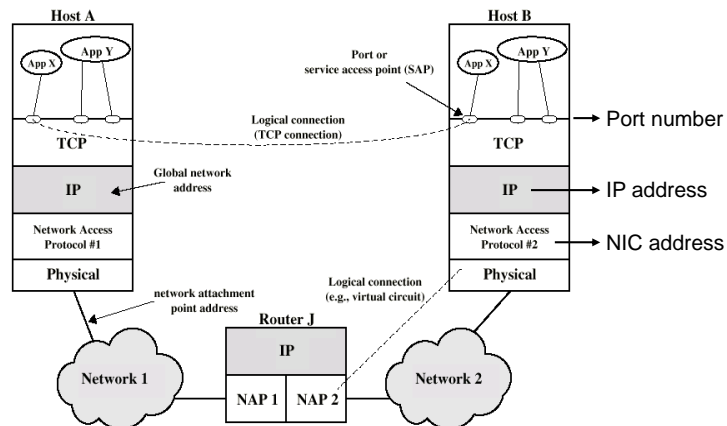 Host A
App X
App Y
TCP
IP
Network Access
Protocol #1
Physical
Host B
App X
App Y
TCP
IP
Network Access
Protocol #2
Physical
Port or
service access point (SAP)
Logical connection
(TCP connection)
Global network
address
Port number
IP address
NIC address
network attachment
point address
Logical connection
(e.g., virtual circuit)
Router J
IP
NAP 1
NAP 2
Network 1
Network 2